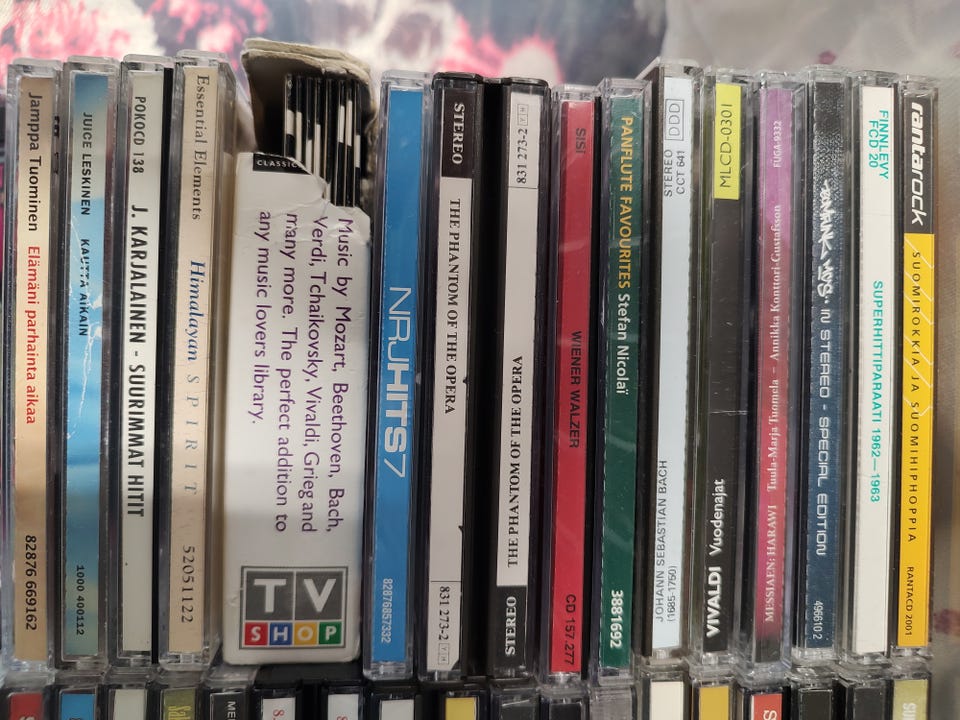 Jamppa Tuominen Elämäni parhainta aikaa 82876 669162
JUICE LESKINEN KAUTTA AIKAIN 1000 400112
POKOCD 138 J. KARJALAINEN - SUURIMMAT HITIT
Essential Elements Himalayan SPIRIT 52051122
CLASSIC
Music by Mozart, Beethoven, Bach,
Verdi, Tchaikovsky, Vivaldi, Grieg and
many more. The perfect addition to
any music lovers library.
TV
SHOP
NRJHITS7 82876857332
STEREO THE PHANTOM OF THE OPERA 831 273-2
831 273-2 THE PHANTOM OF THE OPERA STEREO
SISI WIENER WALZER CD 157.277
PANFLUTE FAVOURITES Stefan Nicolaï 3881692
DDD
STEREO
CCT 641
JOHANN SEBASTIAN BACH
(1685-1750)
MLCD-0301 VIVALDI Vuodenajat
FUGA-9332 MESSIAEN: HARAWI Tuula-Marja Tuomela – Annikka Konttori-Gustafsson
IN STEREO - SPECIAL EDITION 496610 2
FINNLEVY
FCD 20
SUPERHITTIPARAATI 1962—1963
rantarock SUOMIROKKIA JA SUOMIHIPHOPPIA RANTACD 2001